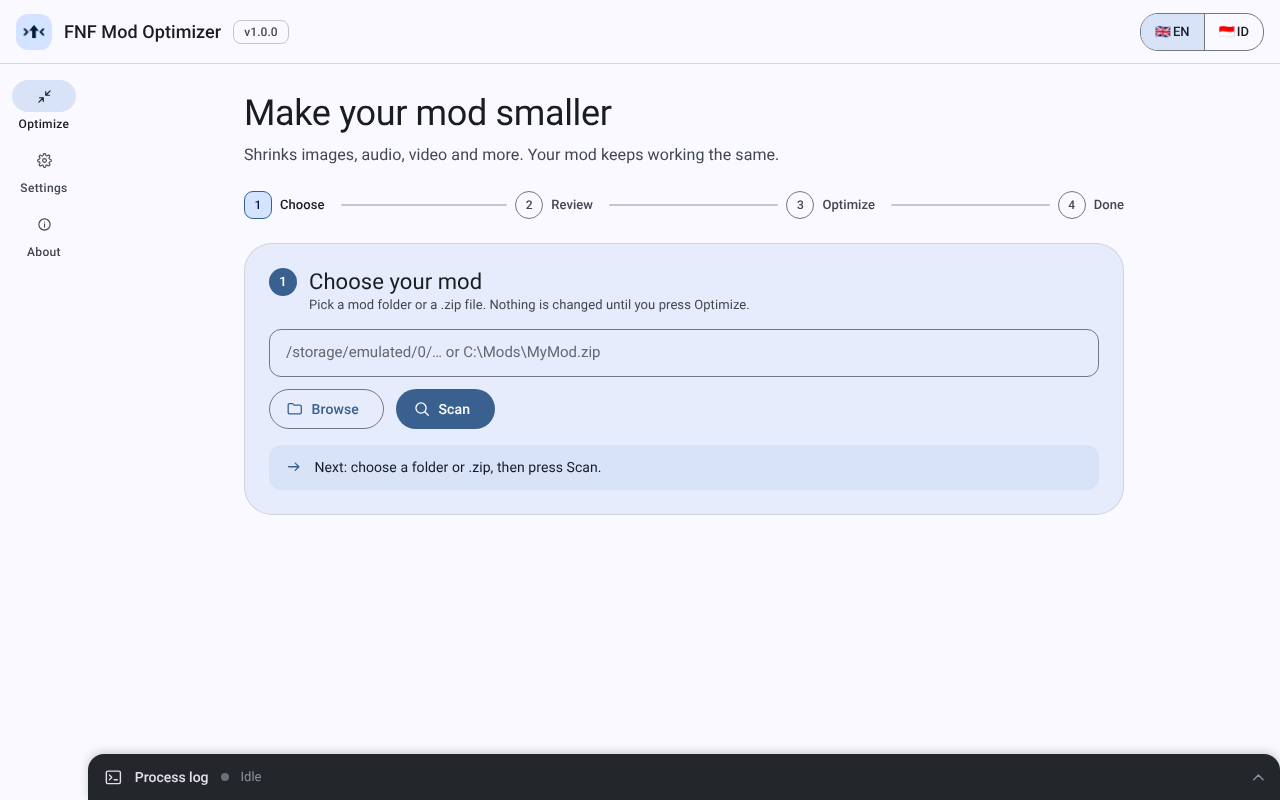 FNF Mod Optimizer
v1.0.0
EN
ID
Optimize
Settings
About
Make your mod smaller
Shrinks images, audio, video and more. Your mod keeps working the same.
1 Choose
2 Review
3 Optimize
4 Done
1 Choose your mod
Pick a mod folder or a .zip file. Nothing is changed until you press Optimize.
/storage/emulated/0/… or C:\Mods\MyMod.zip
Browse
Scan
Next: choose a folder or .zip, then press Scan.
Process log
Idle